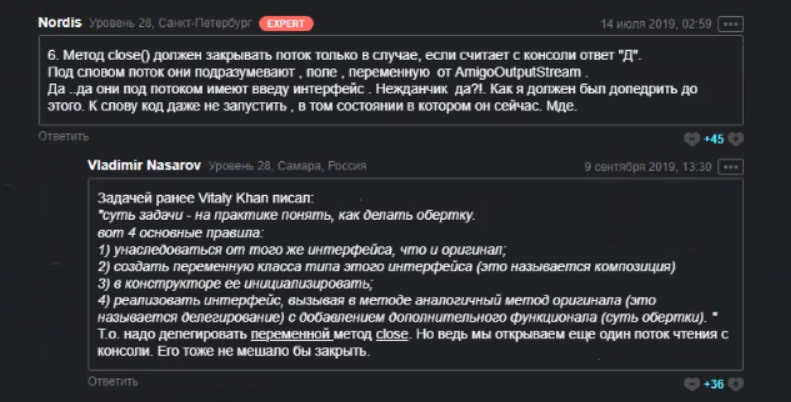 Nordis Уровень 28, Санкт-Петербург EXPERT 14 июля 2019, 02:59
6. Метод close() должен закрывать поток только в случае, если считает с консоли ответ "Д".
Под словом поток они подразумевают , поле , переменную от AmigoOutputStream .
Да ..да они под потоком имеют введу интерфейс . Нежданчик да?!. Как я должен был допедрить до
этого. К слову код даже не запустить , в том состоянии в котором он сейчас. Мде.
Ответить +45
Vladimir Nasarov Уровень 28, Самара, Россия 9 сентября 2019, 13:30
Задачей ранее Vitaly Khan писал:
"суть задачи - на практике понять, как делать обертку.
вот 4 основные правила:
1) унаследоваться от того же интерфейса, что и оригинал;
2) создать переменную класса типа этого интерфейса (это называется композиция)
3) в конструкторе ее инициализировать;
4) реализовать интерфейс, вызывая в методе аналогичный метод оригинала (это
называется делегирование) с добавлением дополнительного функционала (суть обертки). "
Т.о. надо делегировать переменной метод close. Но ведь мы открываем еще один поток чтения с
консоли. Его тоже не мешало бы закрыть.
Ответить +36